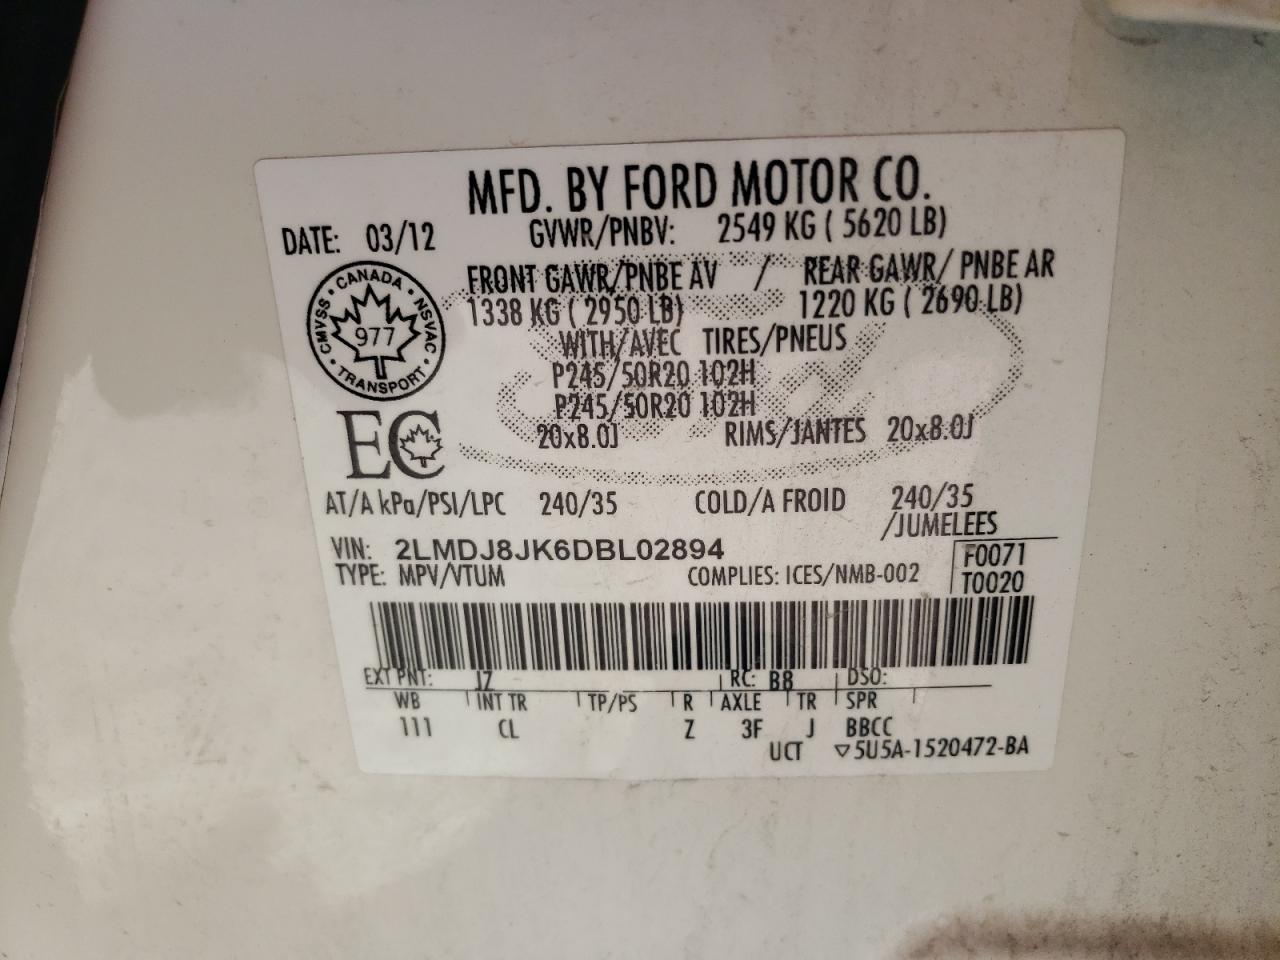 MFD. BY FORD MOTOR CO.
DATE: 03/12 GVWR/PNBV: 2549 KG ( 5620 LB)
FRONT GAWR/PNBE AV / REAR GAWR/ PNBE AR
1338 KG ( 2950 LB) 1220 KG ( 2690 LB)
WITH/AVEC TIRES/PNEUS
P245/50R20 102H
P245/50R20 102H
20x8.0J RIMS/JANTES 20x8.0J
CANADA
CMVSS 977 NSVAC
TRANSPORT
EC
AT/A kPa/PSI/LPC 240/35 COLD/A FROID 240/35
/JUMELEES
VIN: 2LMDJ8JK6DBL02894 F0071
TYPE: MPV/VTUM COMPLIES: ICES/NMB-002 T0020
EXT PNT: JZ RC: B8 DSO:
WB INT TR TP/PS R AXLE TR SPR
111 CL Z 3F J BBCC
UCT ▽5U5A-1520472-BA